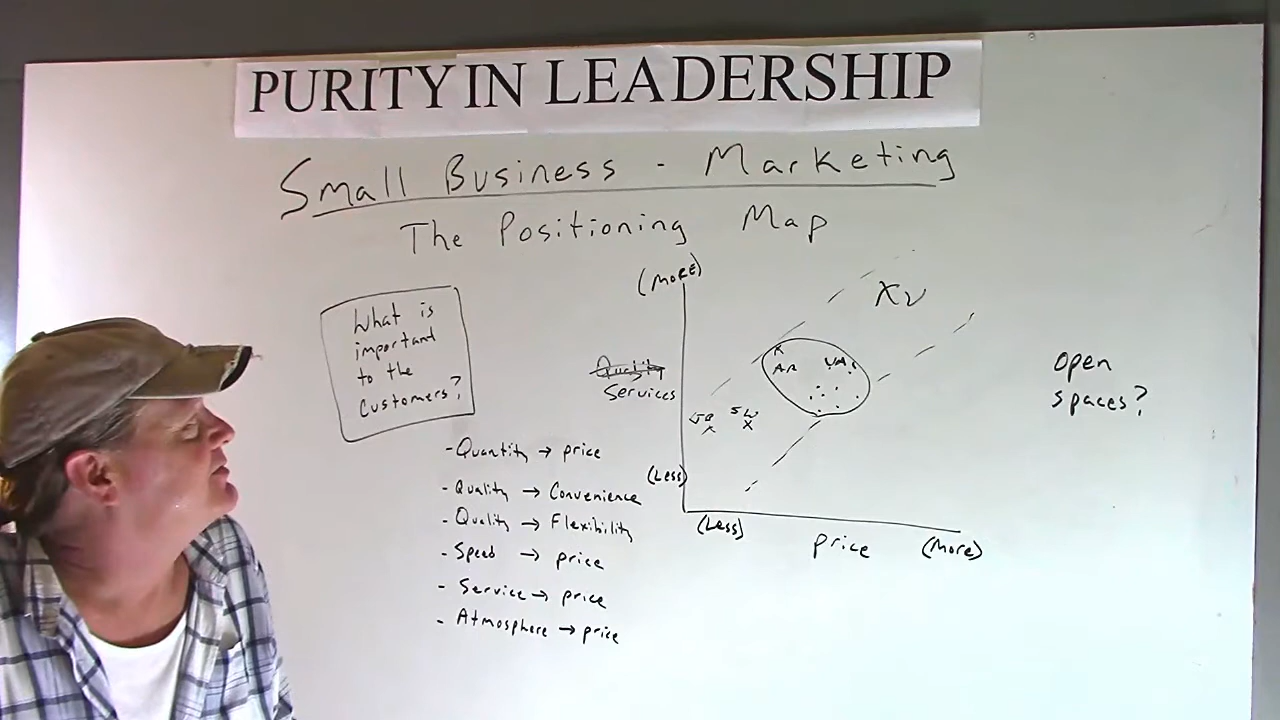 PURITY IN LEADERSHIP
Small Business - Marketing
The Positioning Map
What is
important
to the
Customers?
- Quantity → price
- Quality → Convenience
- Quality → Flexibility
- Speed → price
- Service → price
- Atmosphere → price
(More)
Quality
Services
(Less)
(Less)
price
(More)
X V
X
AA
VA
JB
X
SW
X
open
spaces?